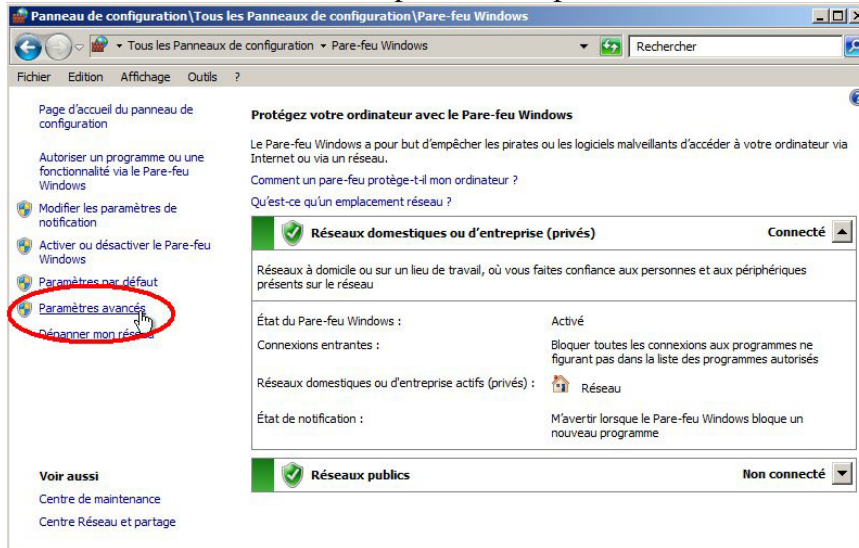 Panneau de configuration\Tous les Panneaux de configuration\Pare-feu Windows
Tous les Panneaux de configuration Pare-feu Windows
Rechercher
Fichier Edition Affichage Outils ?
Page d'accueil du panneau de
configuration
Autoriser un programme ou une
fonctionnalité via le Pare-feu
Windows
Modifier les paramètres de
notification
Activer ou désactiver le Pare-feu
Windows
Paramètres par défaut
Paramètres avancés
Dépanner mon réseau
Voir aussi
Centre de maintenance
Centre Réseau et partage
Protégez votre ordinateur avec le Pare-feu Windows
Le Pare-feu Windows a pour but d'empêcher les pirates ou les logiciels malveillants d'accéder à votre ordinateur via
Internet ou via un réseau.
Comment un pare-feu protège-t-il mon ordinateur ?
Qu'est-ce qu'un emplacement réseau ?
Réseaux domestiques ou d'entreprise (privés) Connecté
Réseaux à domicile ou sur un lieu de travail, où vous faites confiance aux personnes et aux périphériques
présents sur le réseau
État du Pare-feu Windows : Activé
Connexions entrantes : Bloquer toutes les connexions aux programmes ne
figurant pas dans la liste des programmes autorisés
Réseaux domestiques ou d'entreprise actifs (privés) : Réseau
État de notification : M'avertir lorsque le Pare-feu Windows bloque un
nouveau programme
Réseaux publics Non connecté